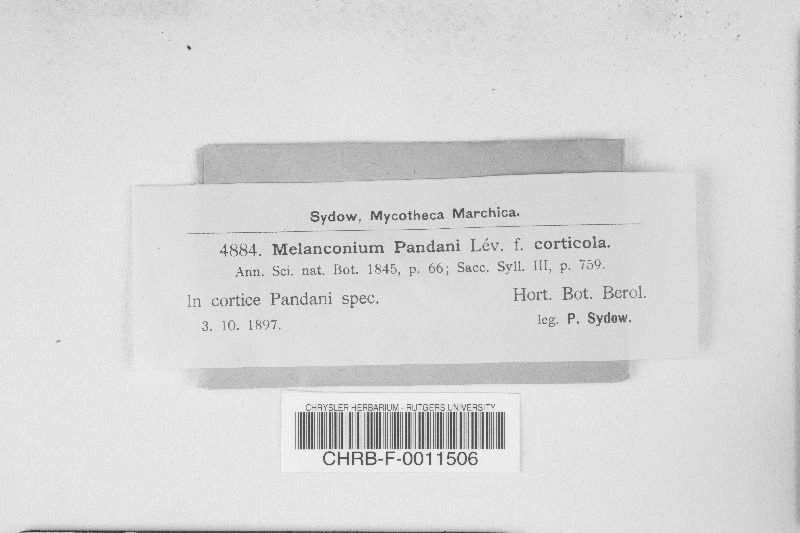 Sydow, Mycotheca Marchica.
4884. Melanconium Pandani Lév. f. corticola.
Ann. Sci. nat. Bot. 1845, p. 66; Sacc. Syll. III, p. 759.
In cortice Pandani spec. Hort. Bot. Berol.
3. 10. 1897. leg. P. Sydow.
CHRYSLER HERBARIUM - RUTGERS UNIVERSITY
CHRB-F-0011506